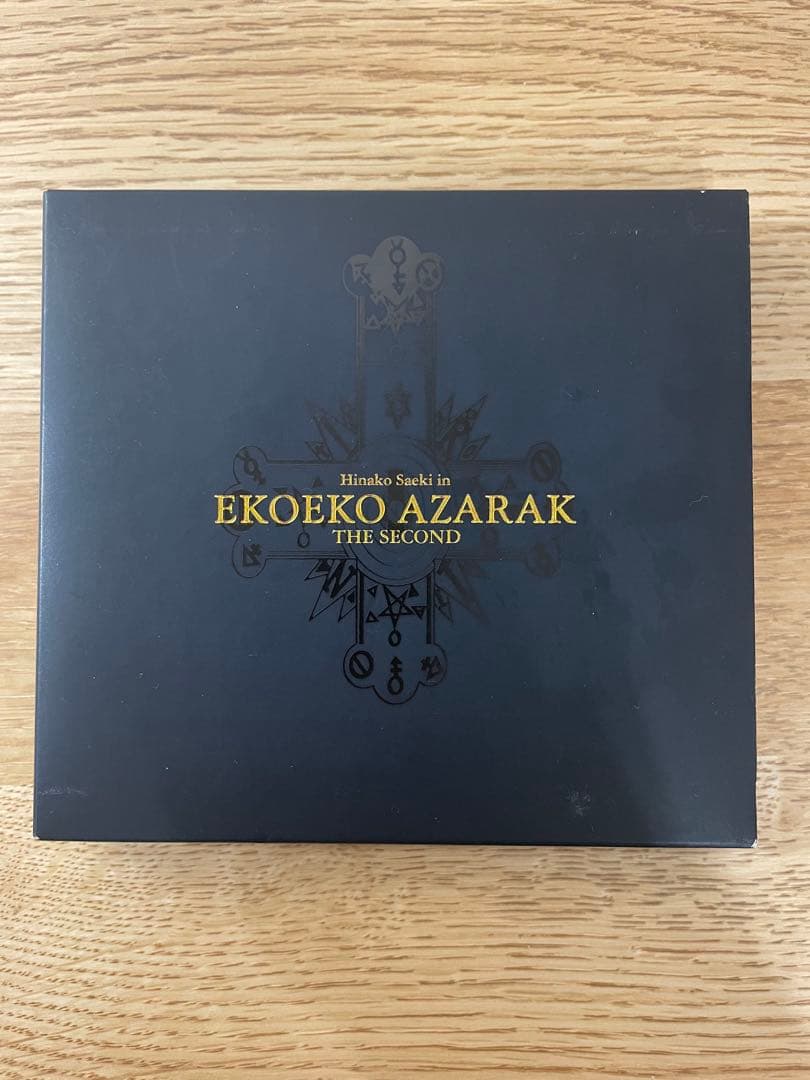 Hinako Saeki in
EKOEKO AZARAK
THE SECOND